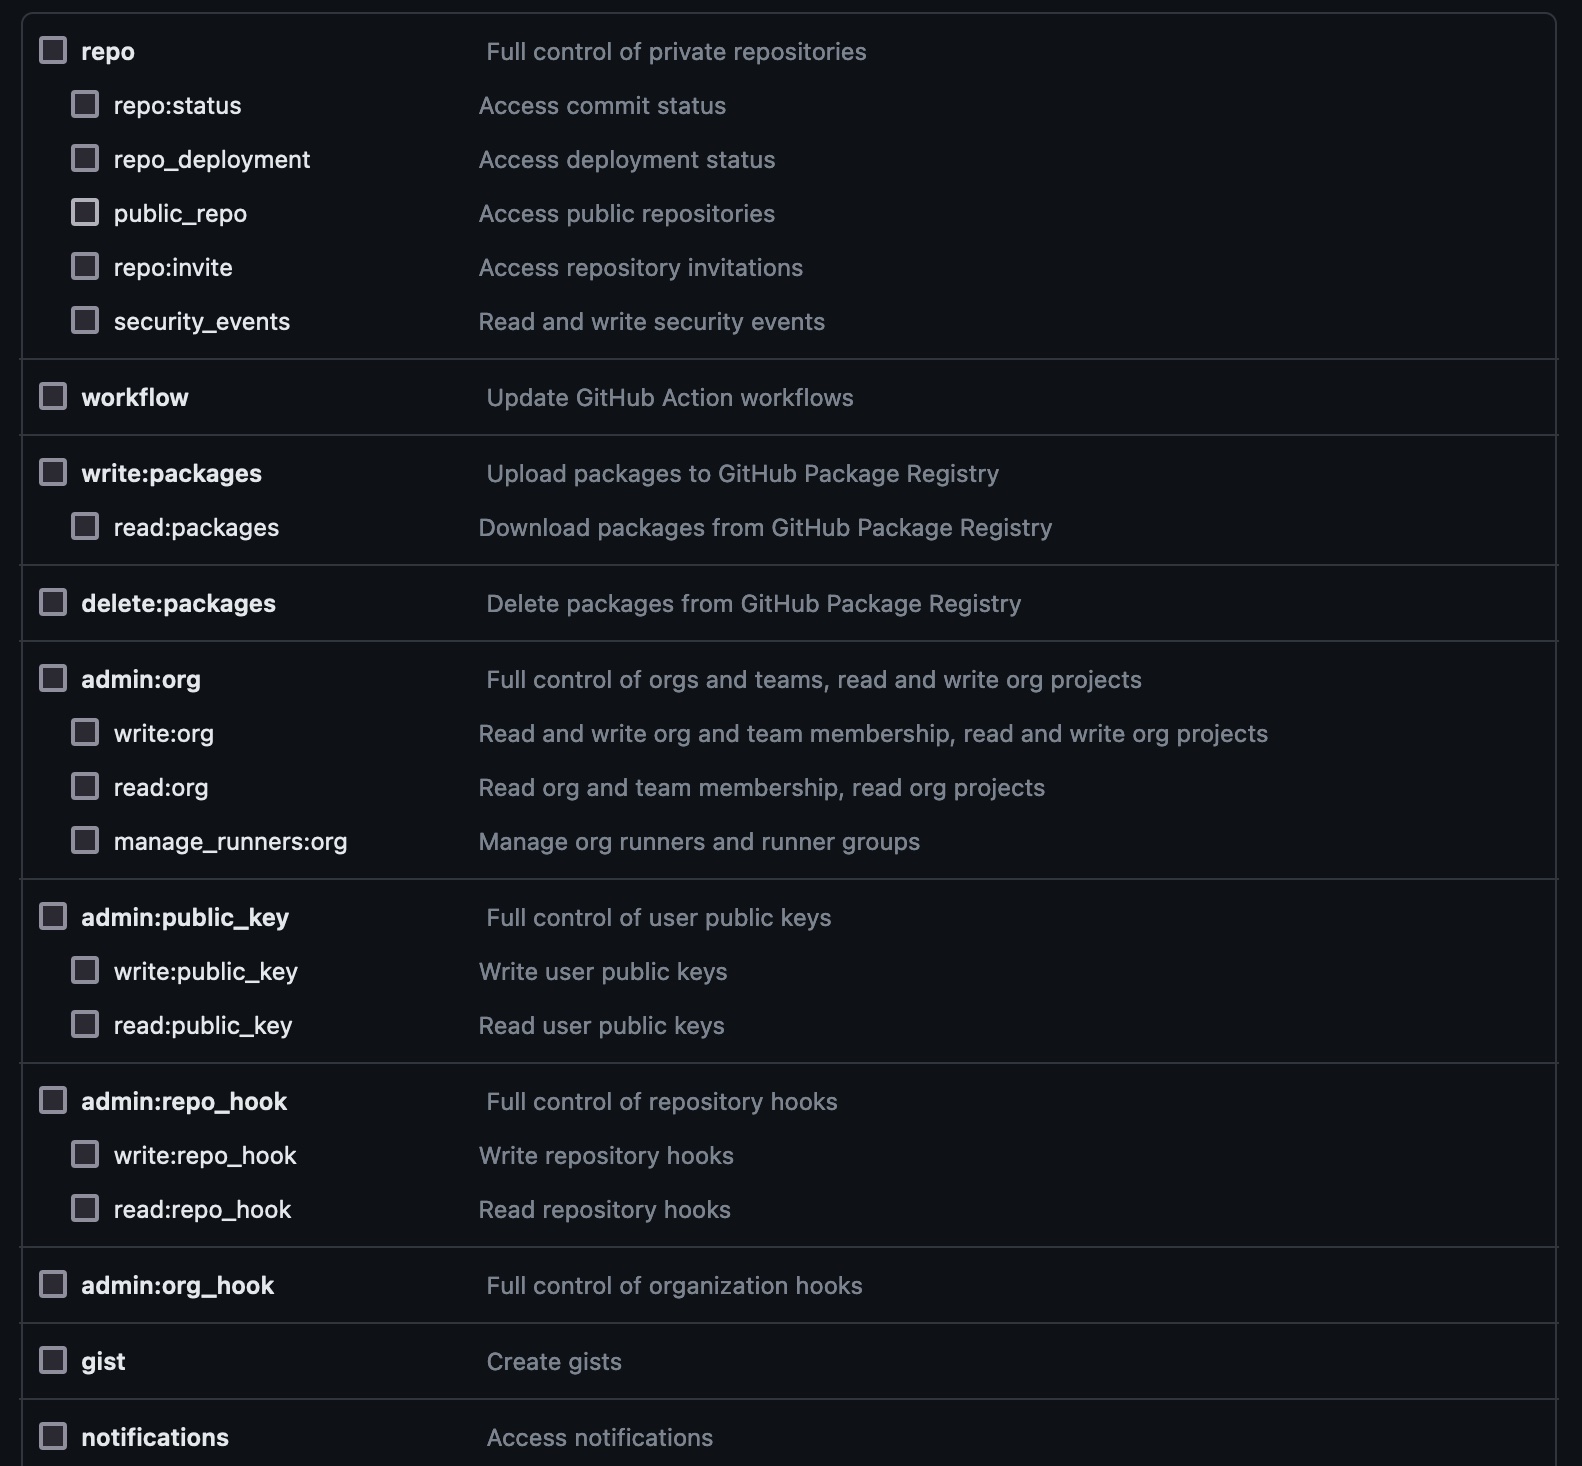 repo Full control of private repositories
repo:status Access commit status
repo_deployment Access deployment status
public_repo Access public repositories
repo:invite Access repository invitations
security_events Read and write security events
workflow Update GitHub Action workflows
write:packages Upload packages to GitHub Package Registry
read:packages Download packages from GitHub Package Registry
delete:packages Delete packages from GitHub Package Registry
admin:org Full control of orgs and teams, read and write org projects
write:org Read and write org and team membership, read and write org projects
read:org Read org and team membership, read org projects
manage_runners:org Manage org runners and runner groups
admin:public_key Full control of user public keys
write:public_key Write user public keys
read:public_key Read user public keys
admin:repo_hook Full control of repository hooks
write:repo_hook Write repository hooks
read:repo_hook Read repository hooks
admin:org_hook Full control of organization hooks
gist Create gists
notifications Access notifications